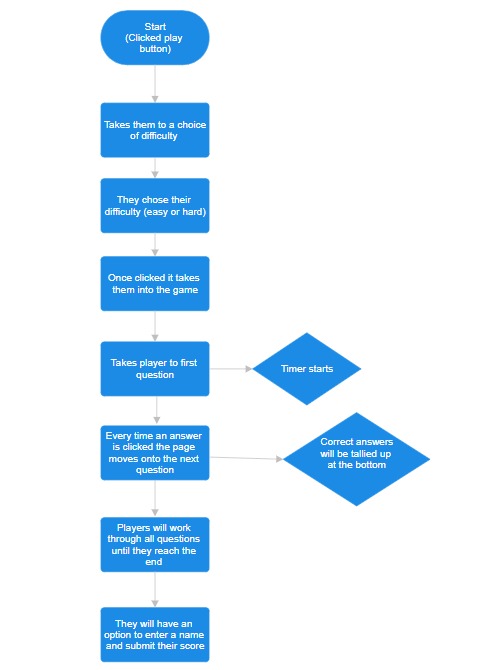 Start
(Clicked play
button)
Takes them to a choice
of difficulty
They chose their
difficulty (easy or hard)
Once clicked it takes
them into the game
Takes player to first
question
Timer starts
Every time an answer
is clicked the page
moves onto the next
question
Correct answers
will be tallied up
at the bottom
Players will work
through all questions
until they reach the
end
They will have an
option to enter a name
and submit their score